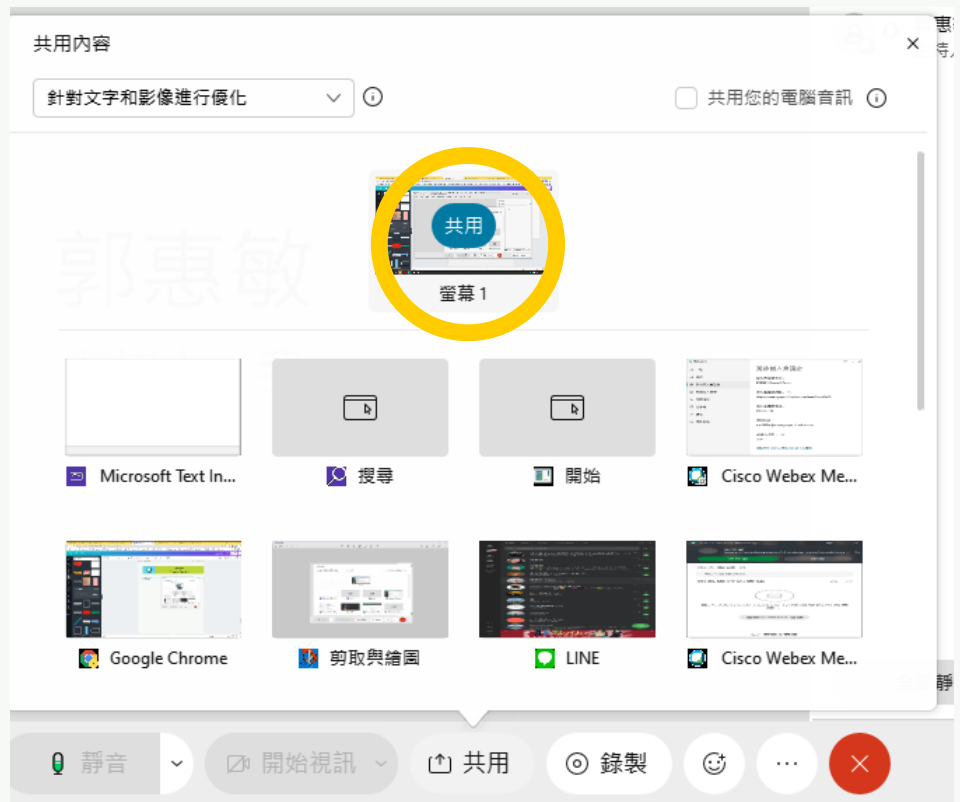 共用內容
針對文字和影像進行優化
共用您的電腦音訊
共用
螢幕 1
郭惠敏
Microsoft Text In...
搜尋
開始
Cisco Webex Me...
Google Chrome
剪取與繪圖
LINE
Cisco Webex Me...
靜音
開始視訊
共用
錄製